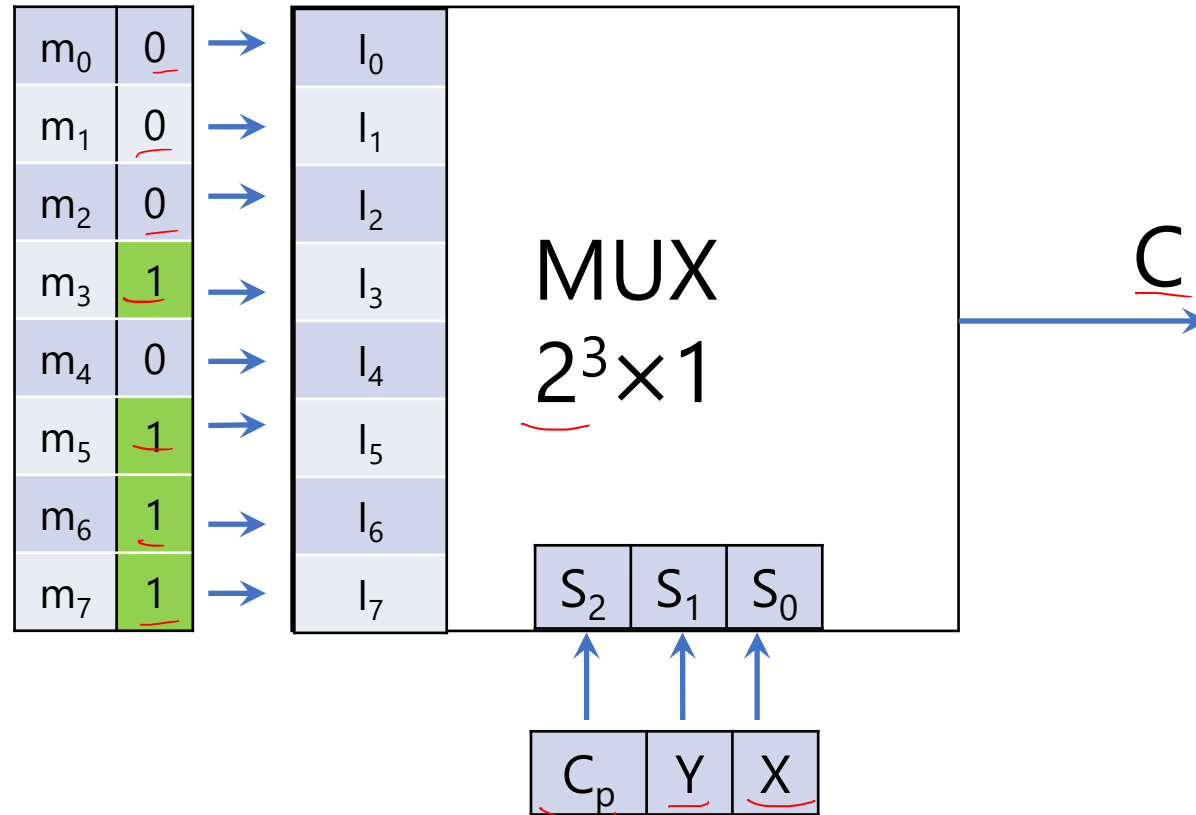 m₀ 0 I₀
m₁ 0 I₁
m₂ 0 I₂
m₃ 1 I₃
m₄ 0 I₄
m₅ 1 I₅
m₆ 1 I₆
m₇ 1 I₇
MUX
2³×1
C
S₂ S₁ S₀
Cₚ Y X